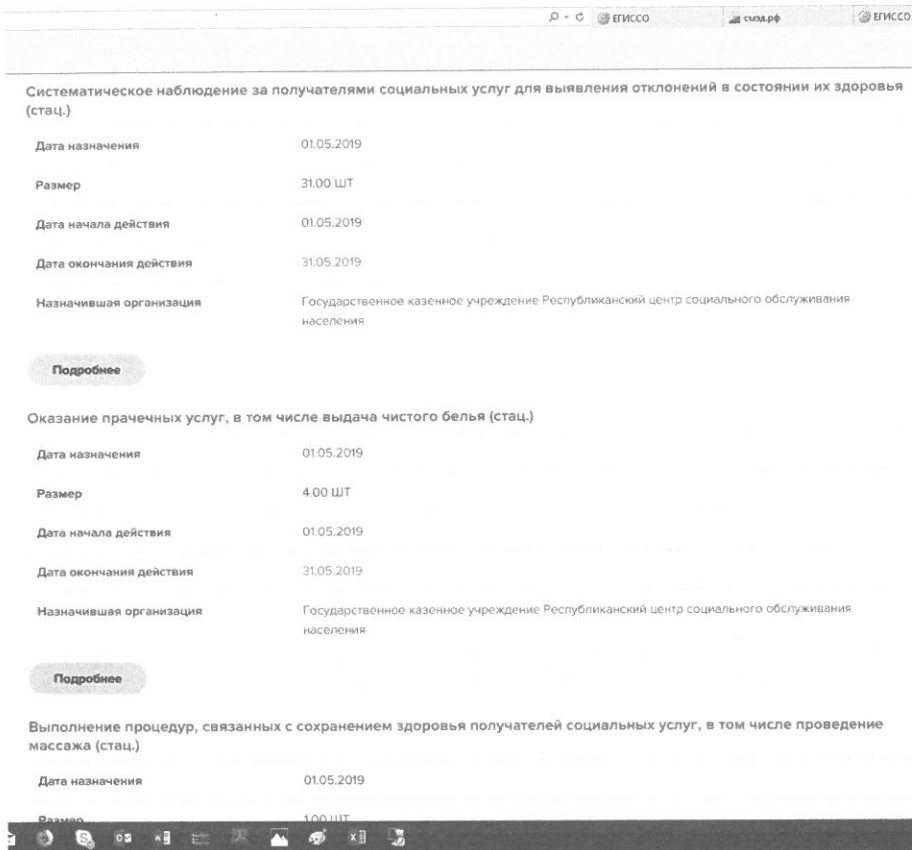 ЕГИССО
смэд.рф
ЕГИССО
Систематическое наблюдение за получателями социальных услуг для выявления отклонений в состоянии их здоровья
(стац.)
Дата назначения 01.05.2019
Размер 31.00 ШТ
Дата начала действия 01.05.2019
Дата окончания действия 31.05.2019
Назначившая организация Государственное казенное учреждение Республиканский центр социального обслуживания
населения
Подробнее
Оказание прачечных услуг, в том числе выдача чистого белья (стац.)
Дата назначения 01.05.2019
Размер 4.00 ШТ
Дата начала действия 01.05.2019
Дата окончания действия 31.05.2019
Назначившая организация Государственное казенное учреждение Республиканский центр социального обслуживания
населения
Подробнее
Выполнение процедур, связанных с сохранением здоровья получателей социальных услуг, в том числе проведение
массажа (стац.)
Дата назначения 01.05.2019
Размер 1.00 ШТ